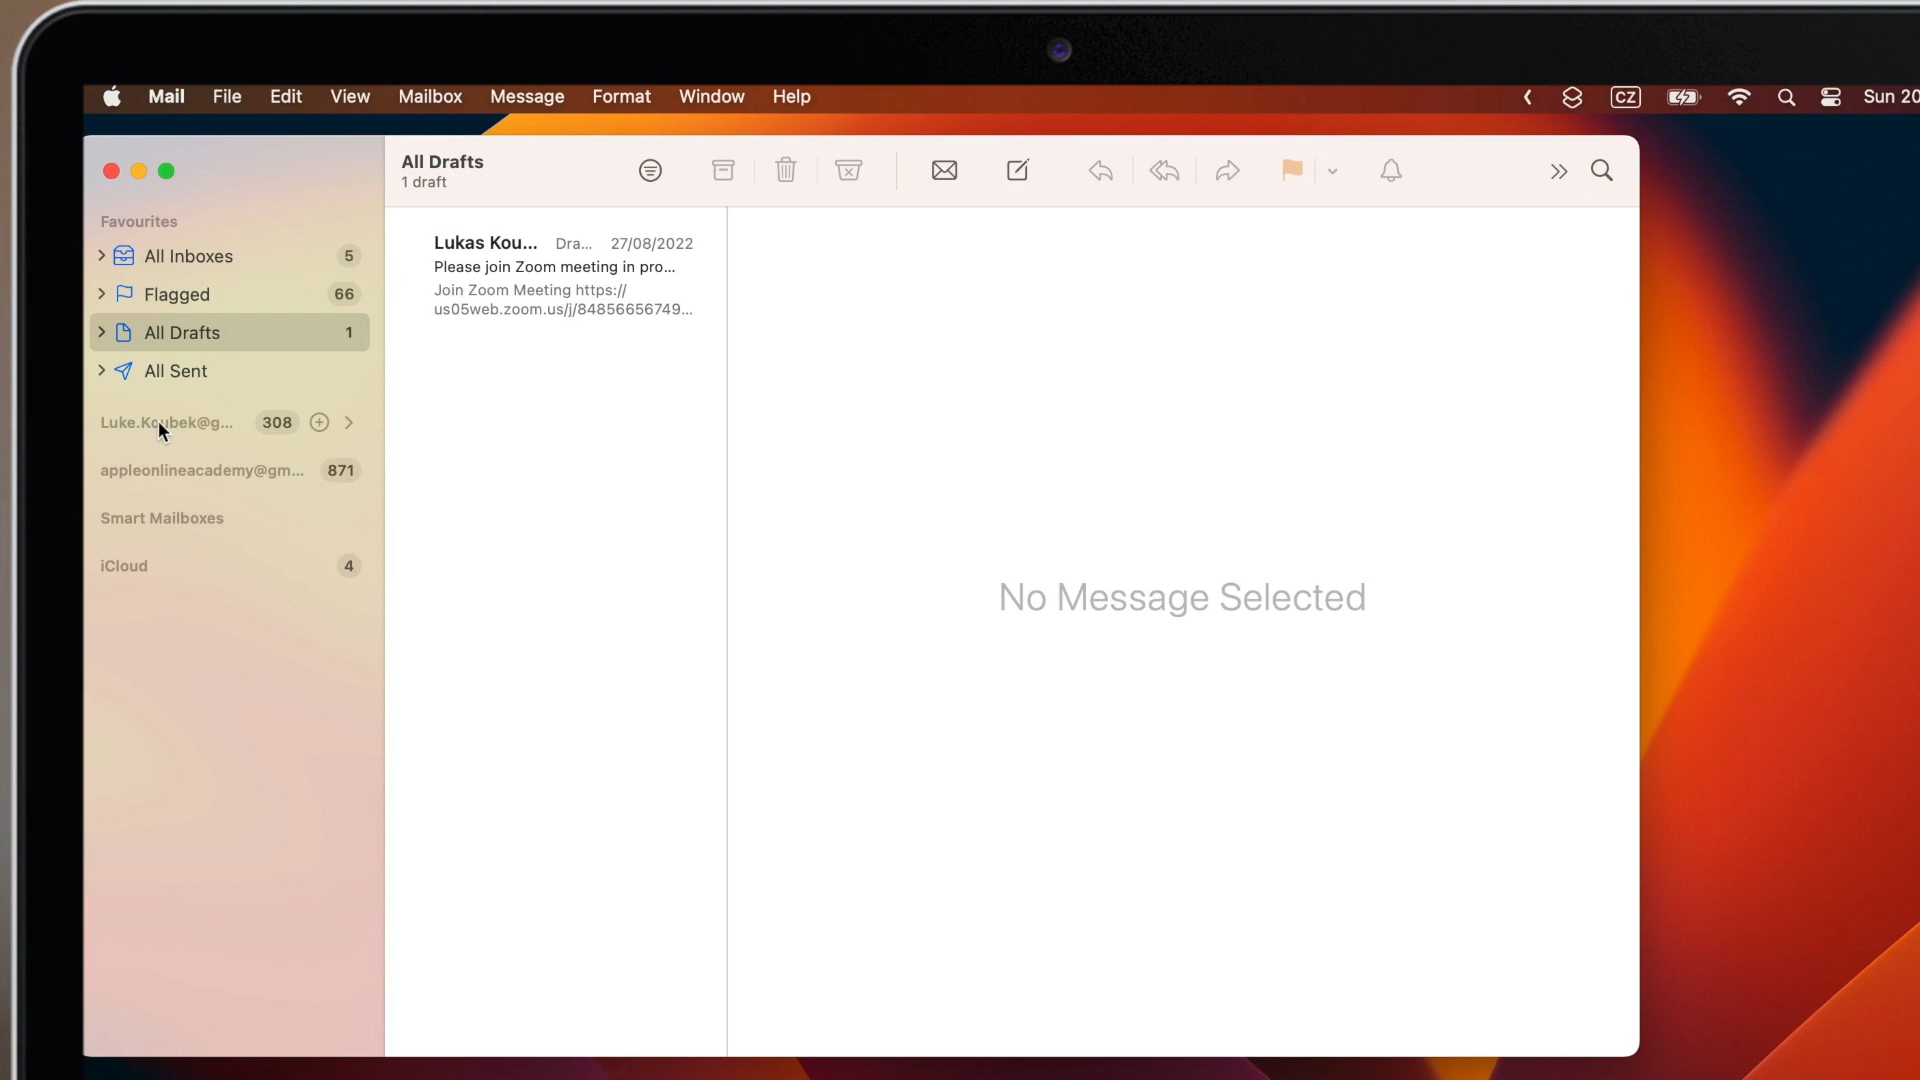 Mail File Edit View Mailbox Message Format Window Help
CZ Sun 20
All Drafts
1 draft
Favourites
All Inboxes 5
Flagged 66
All Drafts 1
All Sent
Luke.Koubek@g... 308
appleonlineacademy@gm... 871
Smart Mailboxes
iCloud 4
Lukas Kou... Dra... 27/08/2022
Please join Zoom meeting in pro...
Join Zoom Meeting https://
us05web.zoom.us/j/84856656749...
No Message Selected